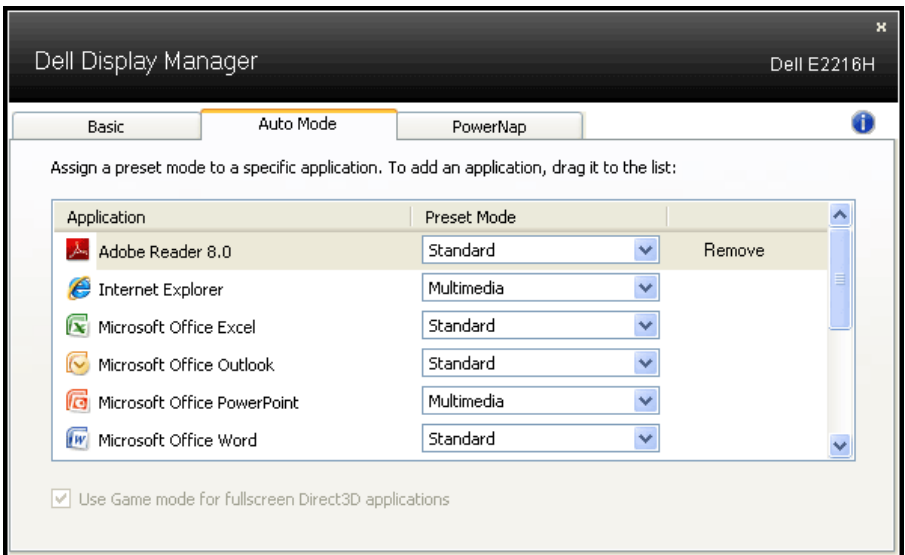 x
Dell Display Manager
Dell E2216H
Basic Auto Mode PowerNap i
Assign a preset mode to a specific application. To add an application, drag it to the list:
Application Preset Mode
Adobe Reader 8.0 Standard Remove
Internet Explorer Multimedia
Microsoft Office Excel Standard
Microsoft Office Outlook Standard
Microsoft Office PowerPoint Multimedia
Microsoft Office Word Standard
Use Game mode for fullscreen Direct3D applications